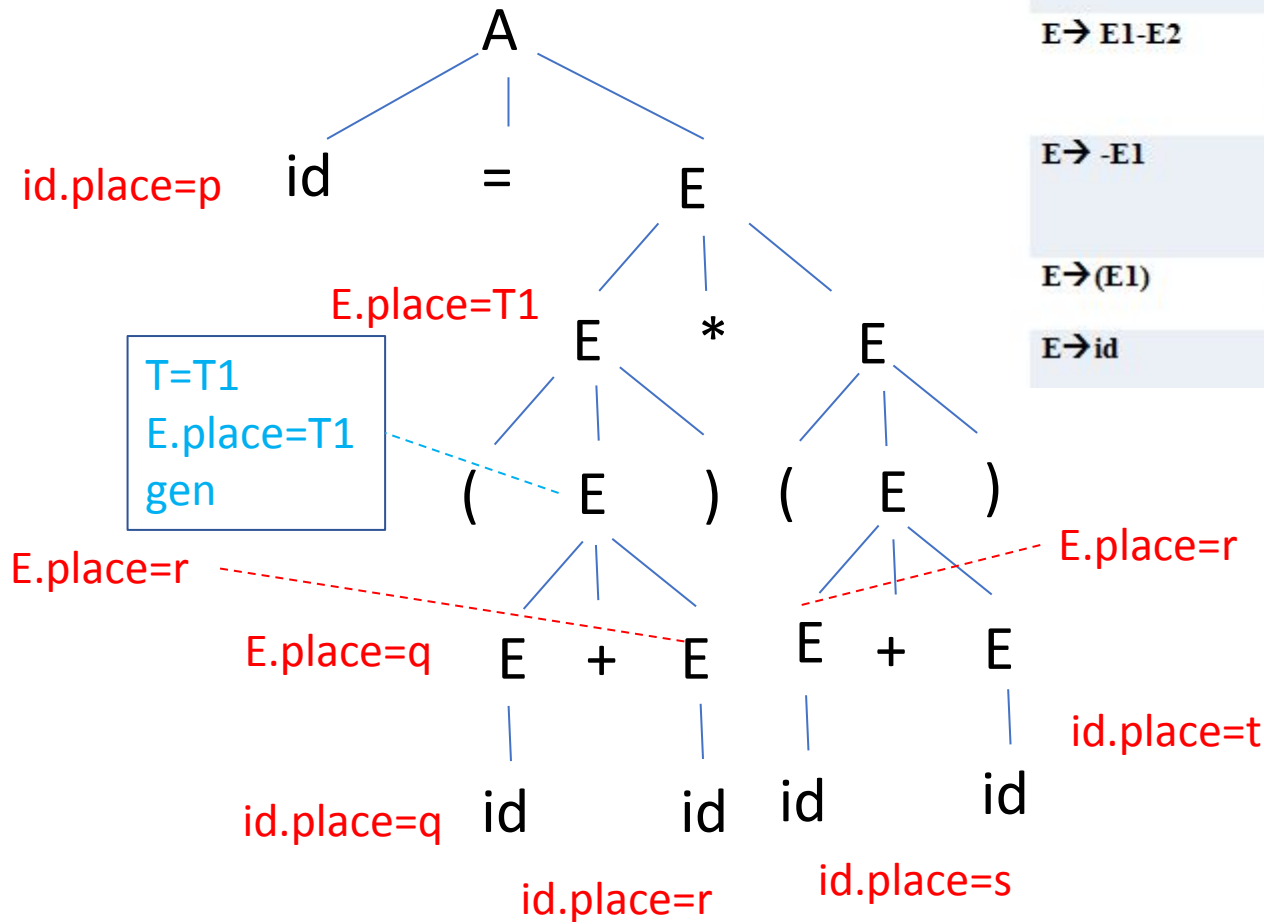 A
E→ E1-E2
id.place=p
id
=
E
E→ -E1
E.place=T1
E
*
E
E→(E1)
E→id
T=T1
E.place=T1
gen
(
E
)
(
E
)
E.place=r
E.place=r
E.place=q
E
+
E
E
+
E
id.place=t
id.place=q
id
id
id
id
id.place=r
id.place=s